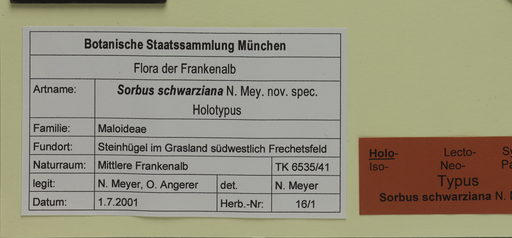 Botanische Staatssammlung München
Flora der Frankenalb
Artname: Sorbus schwarziana N. Mey. nov. spec.
Holotypus
Familie: Maloideae
Fundort: Steinhügel im Grasland südwestlich Frechetsfeld
Naturraum: Mittlere Frankenalb TK 6535/41
legit: N. Meyer, O. Angerer det. N. Meyer
Datum: 1.7.2001 Herb.-Nr: 16/1
Holo- Lecto-
Iso- Neo-
Typus
Sorbus schwarziana N.